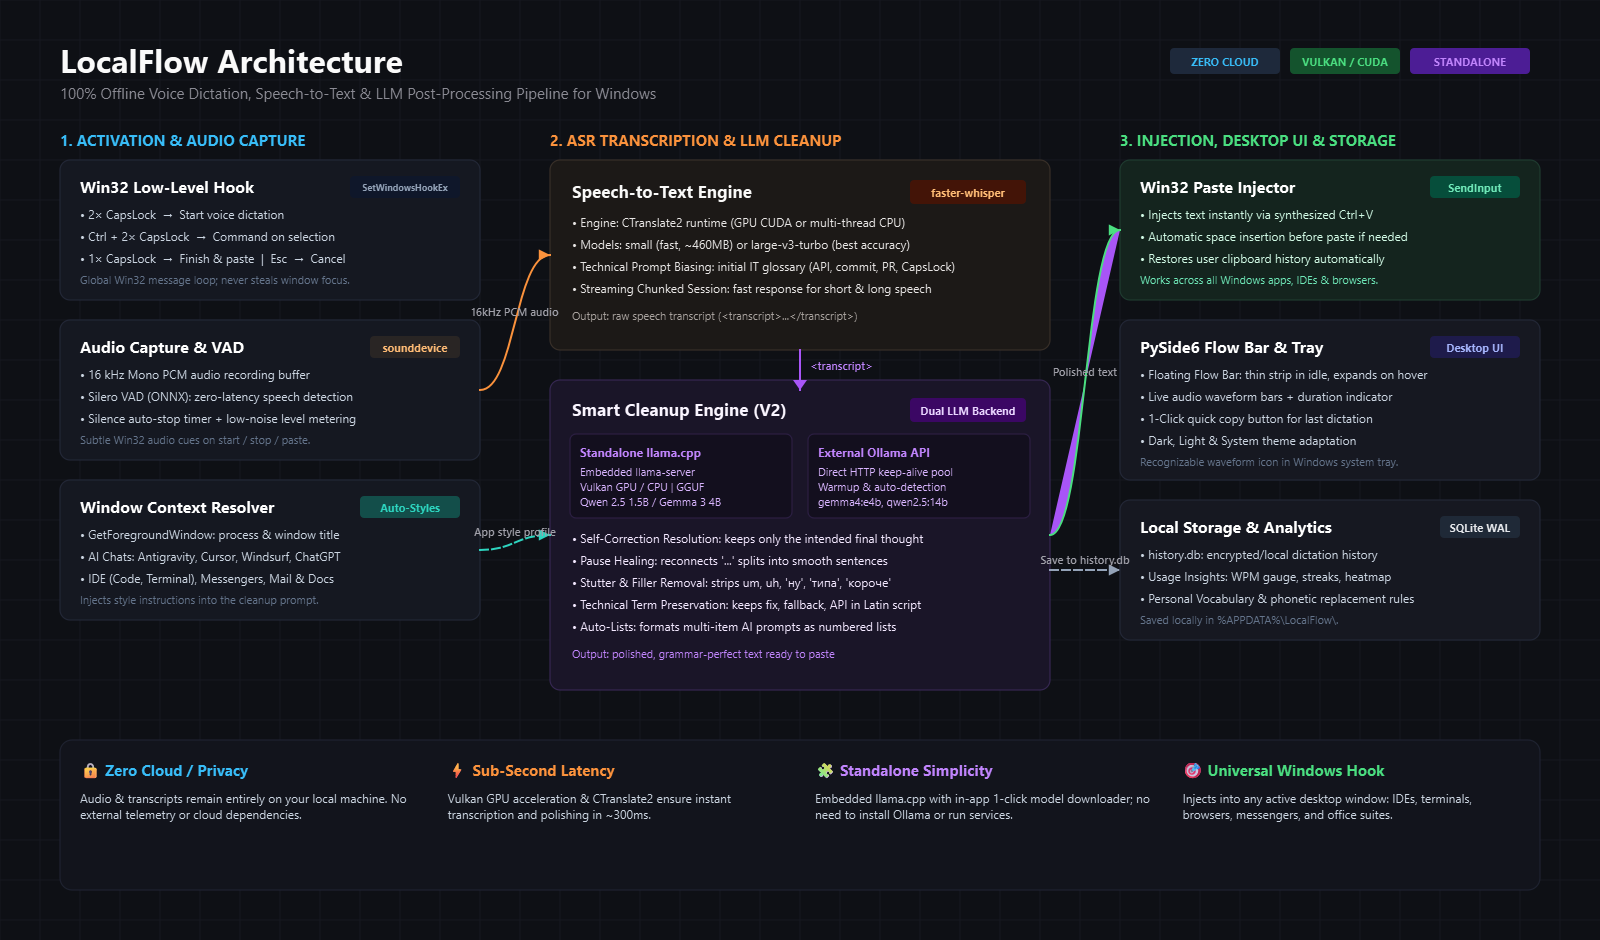 LocalFlow Architecture
100% Offline Voice Dictation, Speech-to-Text & LLM Post-Processing Pipeline for Windows
ZERO CLOUD
VULKAN / CUDA
STANDALONE
1. ACTIVATION & AUDIO CAPTURE
Win32 Low-Level Hook
SetWindowsHookEx
• 2× CapsLock → Start voice dictation
• Ctrl + 2× CapsLock → Command on selection
• 1× CapsLock → Finish & paste | Esc → Cancel
Global Win32 message loop; never steals window focus.
Audio Capture & VAD
sounddevice
• 16 kHz Mono PCM audio recording buffer
• Silero VAD (ONNX): zero-latency speech detection
• Silence auto-stop timer + low-noise level metering
Subtle Win32 audio cues on start / stop / paste.
Window Context Resolver
Auto-Styles
• GetForegroundWindow: process & window title
• AI Chats: Antigravity, Cursor, Windsurf, ChatGPT
• IDE (Code, Terminal), Messengers, Mail & Docs
Injects style instructions into the cleanup prompt.
16kHz PCM audio
App style profile
2. ASR TRANSCRIPTION & LLM CLEANUP
Speech-to-Text Engine
faster-whisper
• Engine: CTranslate2 runtime (GPU CUDA or multi-thread CPU)
• Models: small (fast, ~460MB) or large-v3-turbo (best accuracy)
• Technical Prompt Biasing: initial IT glossary (API, commit, PR, CapsLock)
• Streaming Chunked Session: fast response for short & long speech
Output: raw speech transcript (<transcript>...</transcript>)
<transcript>
Smart Cleanup Engine (V2)
Dual LLM Backend
Standalone llama.cpp
Embedded llama-server
Vulkan GPU / CPU | GGUF
Qwen 2.5 1.5B / Gemma 3 4B
External Ollama API
Direct HTTP keep-alive pool
Warmup & auto-detection
gemma4:e4b, qwen2.5:14b
• Self-Correction Resolution: keeps only the intended final thought
• Pause Healing: reconnects '...' splits into smooth sentences
• Stutter & Filler Removal: strips um, uh, 'ну', 'типа', 'короче'
• Technical Term Preservation: keeps fix, fallback, API in Latin script
• Auto-Lists: formats multi-item AI prompts as numbered lists
Output: polished, grammar-perfect text ready to paste
Polished text
Save to history.db
3. INJECTION, DESKTOP UI & STORAGE
Win32 Paste Injector
SendInput
• Injects text instantly via synthesized Ctrl+V
• Automatic space insertion before paste if needed
• Restores user clipboard history automatically
Works across all Windows apps, IDEs & browsers.
PySide6 Flow Bar & Tray
Desktop UI
• Floating Flow Bar: thin strip in idle, expands on hover
• Live audio waveform bars + duration indicator
• 1-Click quick copy button for last dictation
• Dark, Light & System theme adaptation
Recognizable waveform icon in Windows system tray.
Local Storage & Analytics
SQLite WAL
• history.db: encrypted/local dictation history
• Usage Insights: WPM gauge, streaks, heatmap
• Personal Vocabulary & phonetic replacement rules
Saved locally in %APPDATA%\LocalFlow\.
Zero Cloud / Privacy
Audio & transcripts remain entirely on your local machine. No
external telemetry or cloud dependencies.
Sub-Second Latency
Vulkan GPU acceleration & CTranslate2 ensure instant
transcription and polishing in ~300ms.
Standalone Simplicity
Embedded llama.cpp with in-app 1-click model downloader; no
need to install Ollama or run services.
Universal Windows Hook
Injects into any active desktop window: IDEs, terminals,
browsers, messengers, and office suites.